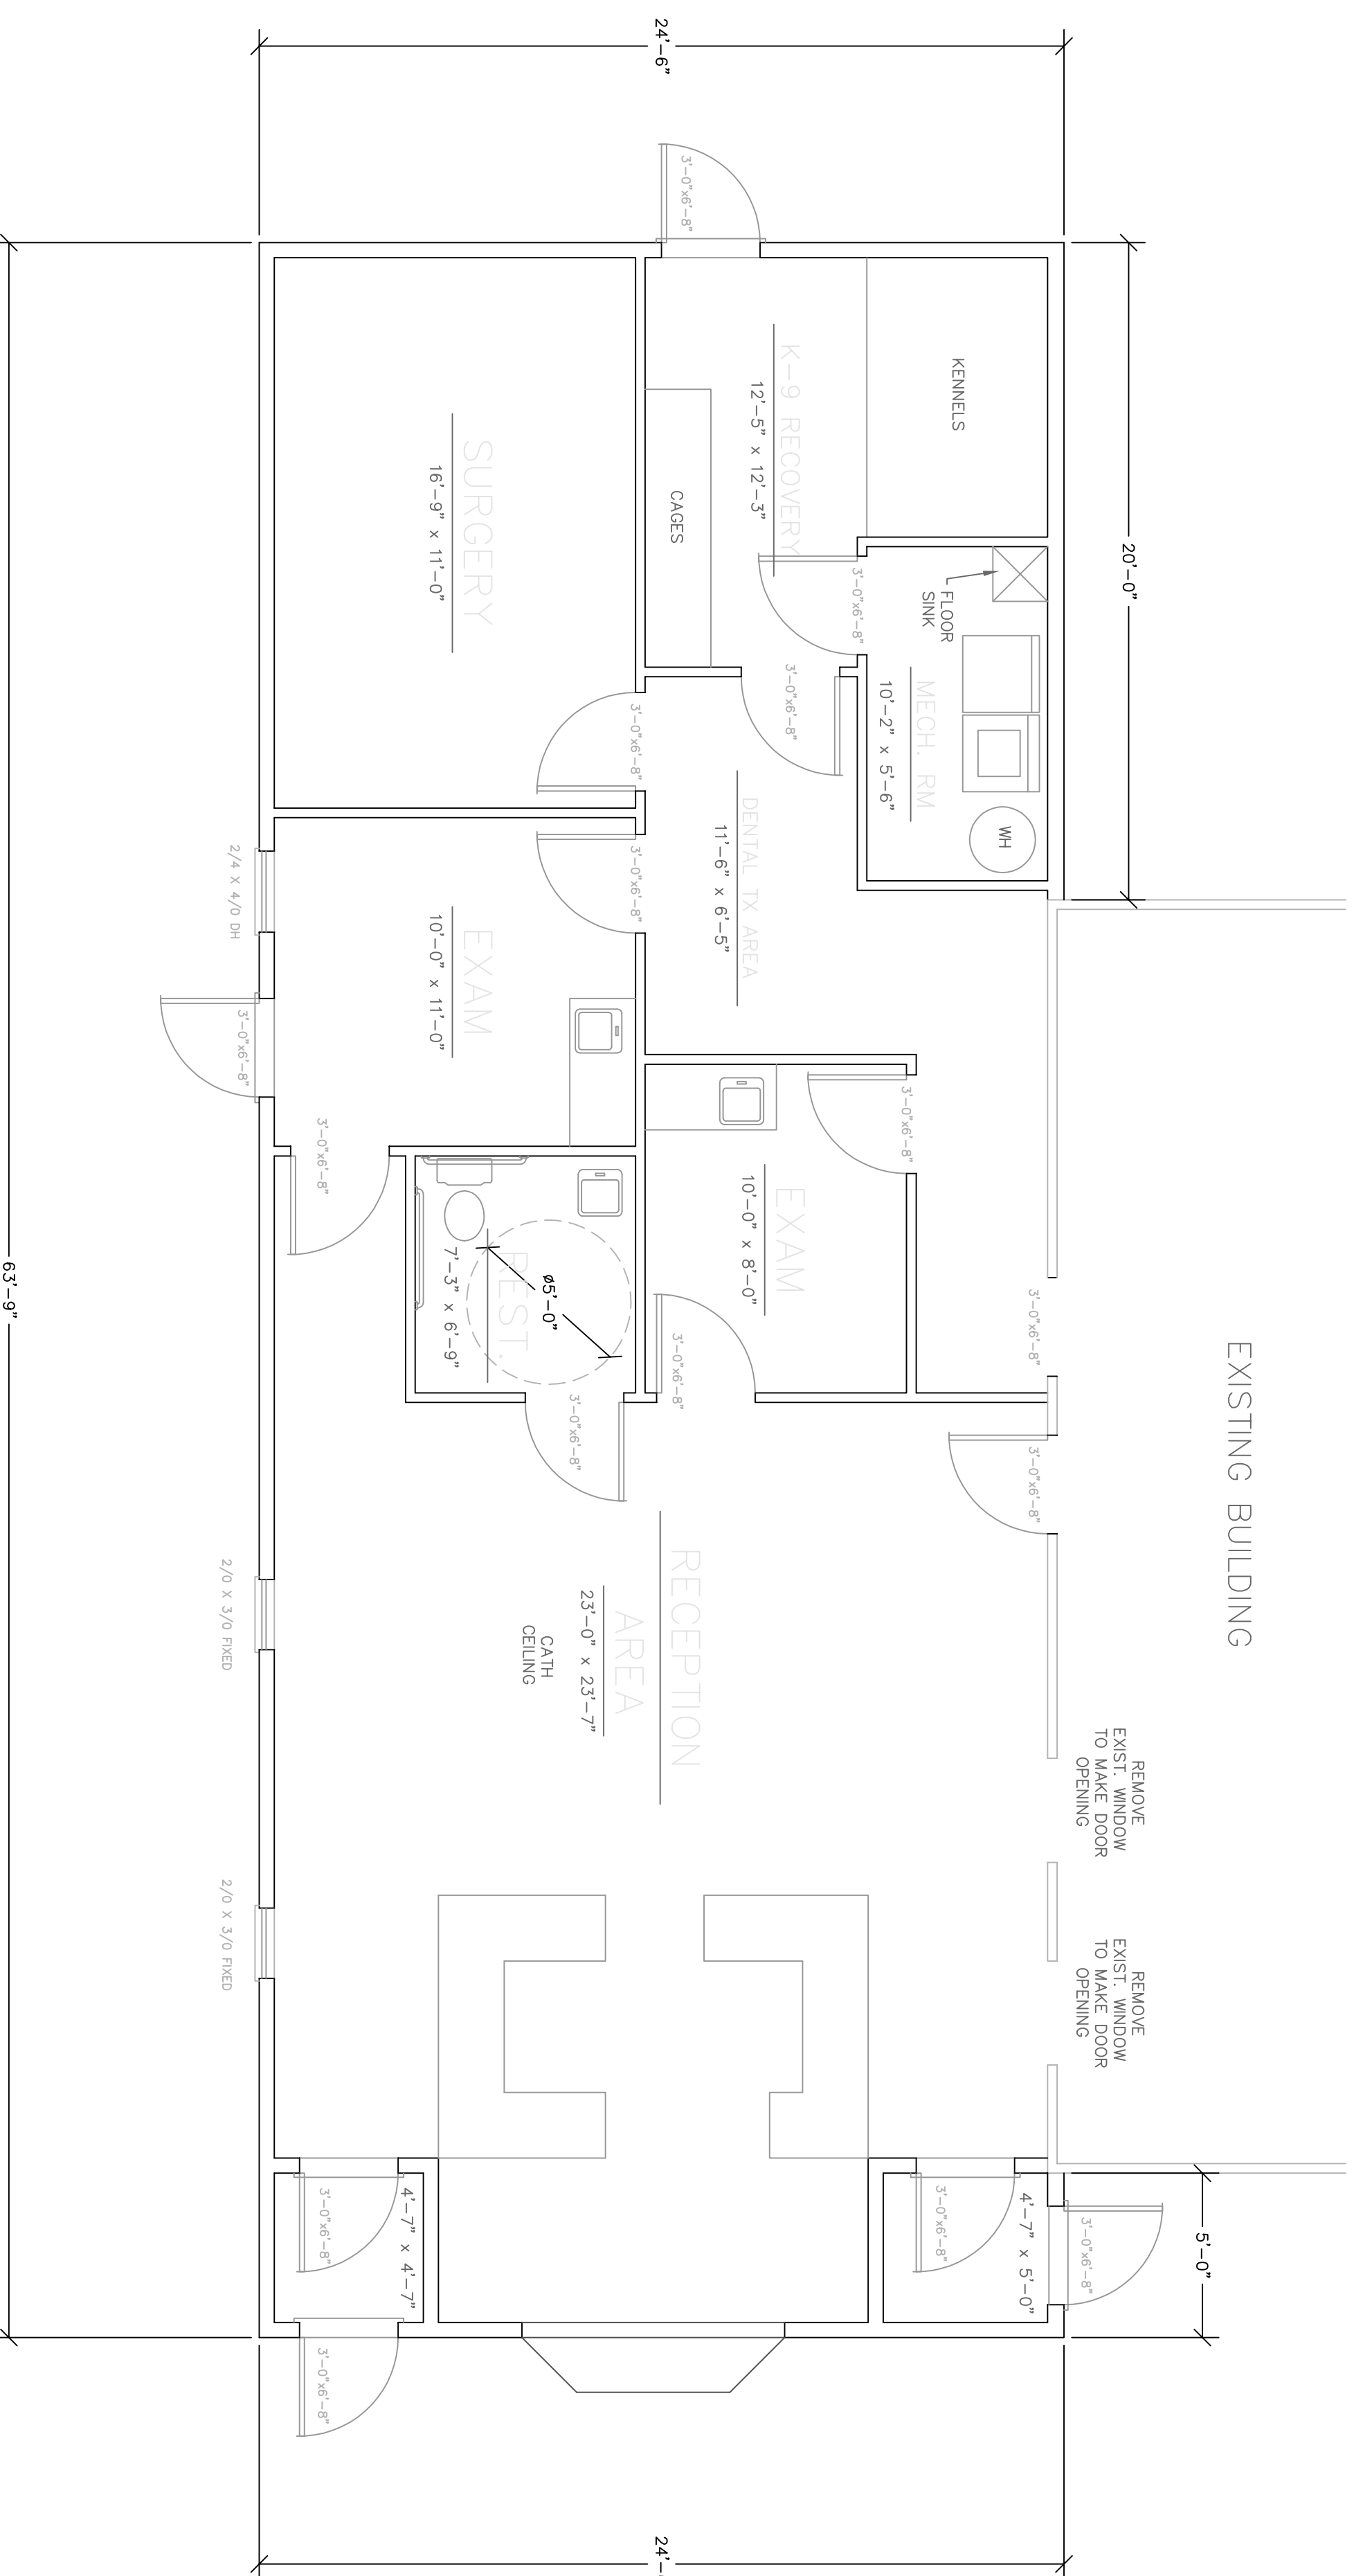 EXISTING BUILDING
20'-0"
REMOVE
EXIST. WINDOW
TO MAKE DOOR
OPENING
REMOVE
EXIST. WINDOW
TO MAKE DOOR
OPENING
5'-0"
24'-6"
3'-0"x6'-8"
KENNELS
K-9 RECOVERY
12'-5" x 12'-3"
CAGES
FLOOR
SINK
MECH. RM
10'-2" x 5'-6"
WH
3'-0"x6'-8"
3'-0"x6'-8"
DENTAL TX AREA
11'-6" x 6'-5"
3'-0"x6'-8"
3'-0"x6'-8"
3'-0"x6'-8"
EXAM
10'-0" x 8'-0"
3'-0"x6'-8"
3'-0"x6'-8"
3'-0"x6'-8"
RECEPTION
AREA
23'-0" x 23'-7"
CATH
CEILING
4'-7" x 5'-0"
3'-0"x6'-8"
3'-0"x6'-8"
SURGERY
16'-9" x 11'-0"
3'-0"x6'-8"
EXAM
10'-0" x 11'-0"
3'-0"x6'-8"
Ø5'-0"
REST.
7'-3" x 6'-9"
3'-0"x6'-8"
4'-7" x 4'-7"
3'-0"x6'-8"
3'-0"x6'-8"
2/4 X 4/0 DH
3'-0"x6'-8"
2/0 X 3/0 FIXED
2/0 X 3/0 FIXED
63'-9"